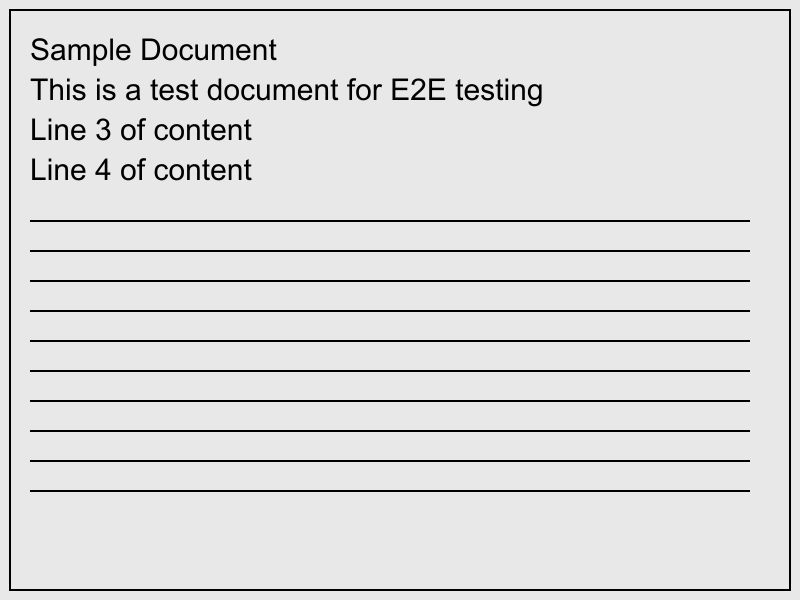 Sample Document
This is a test document for E2E testing
Line 3 of content
Line 4 of content